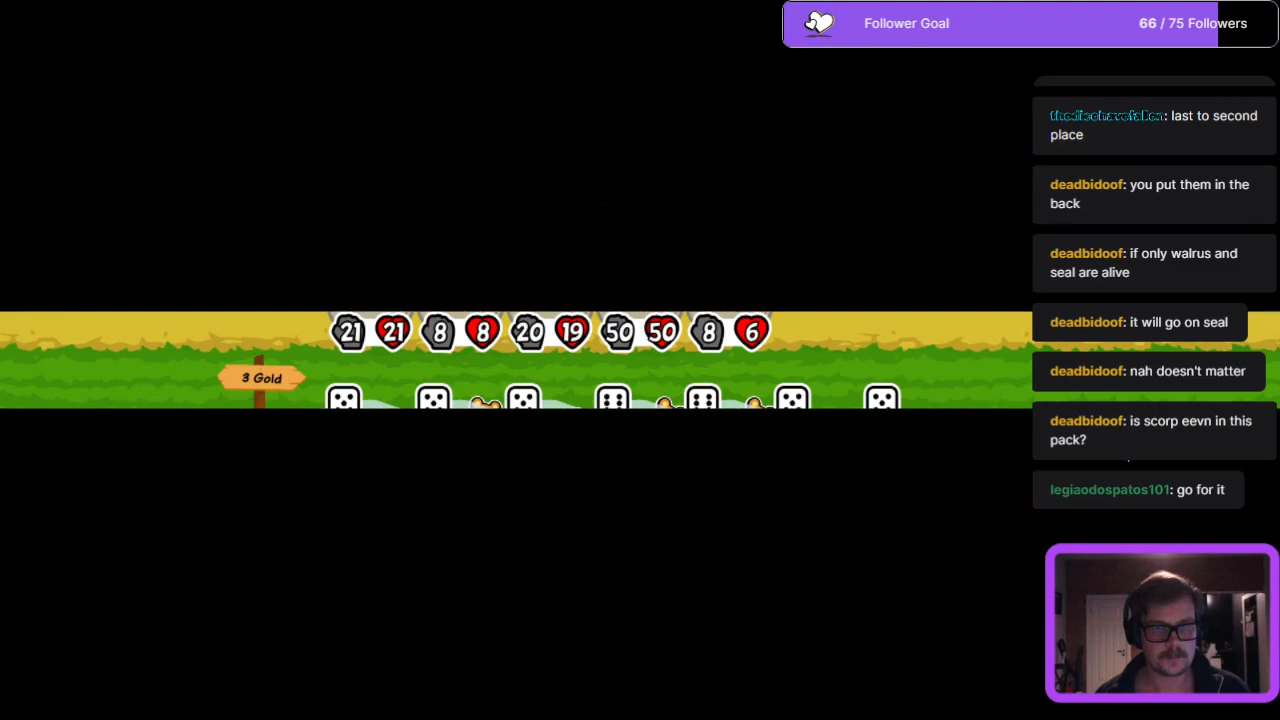 Follower Goal 66 / 75 Followers
: last to second
place
deadbidoof: you put them in the
back
deadbidoof: if only walrus and
seal are alive
deadbidoof: it will go on seal
deadbidoof: nah doesn't matter
deadbidoof: is scorp eevn in this
pack?
legiaodospatos101: go for it
21 21 8 8 20 19 50 50 8 6
3 Gold